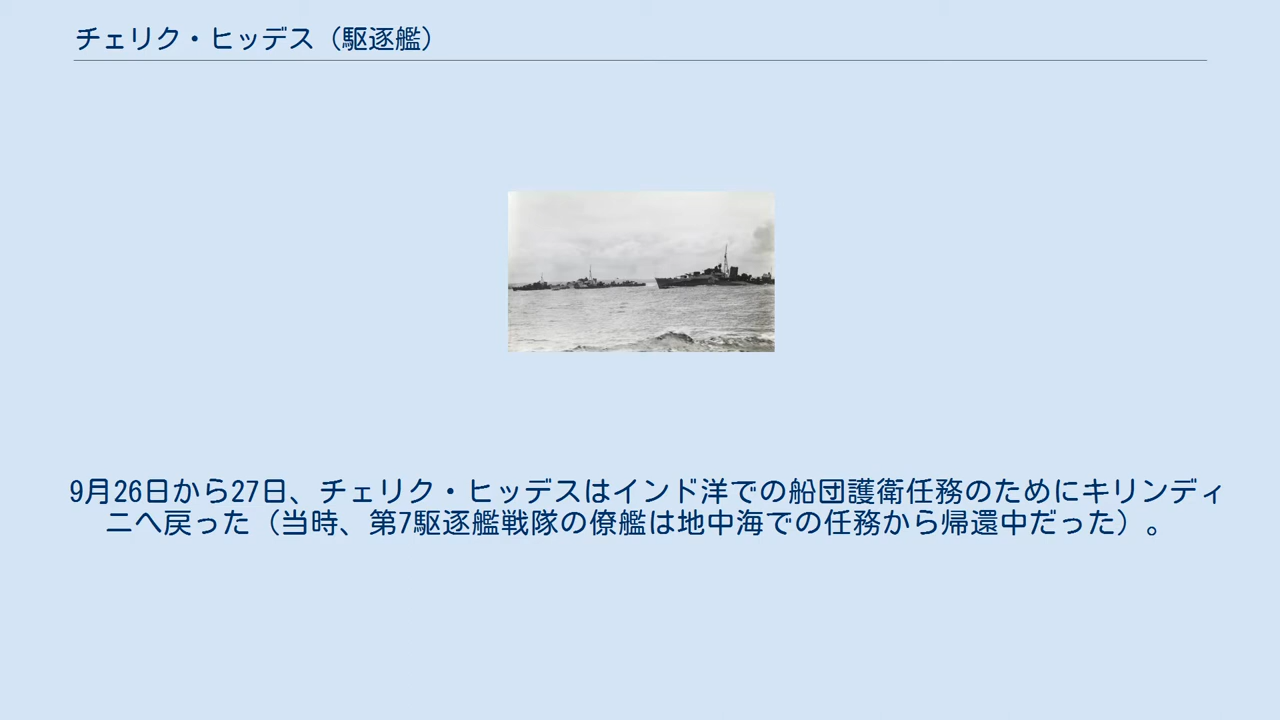 チェリク・ヒッデス（駆逐艦）
9月26日から27日、チェリク・ヒッデスはインド洋での船団護衛任務のためにキリンディ
ニへ戻った（当時、第7駆逐艦戦隊の僚艦は地中海での任務から帰還中だった）。